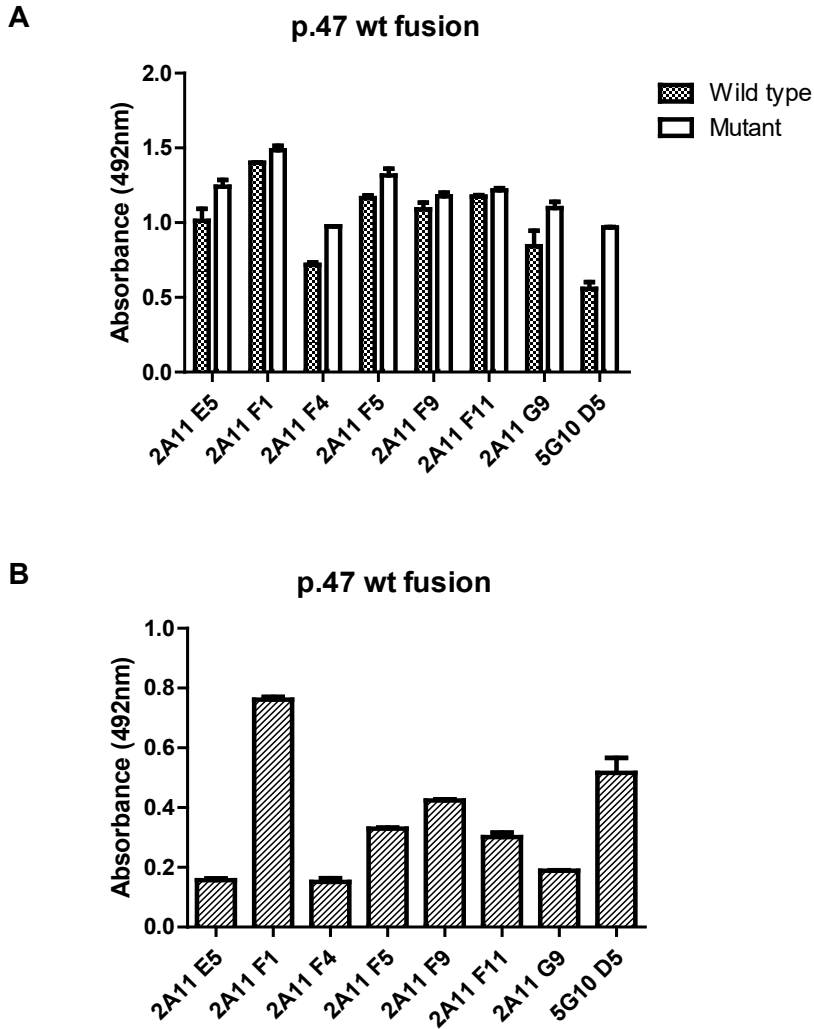 A
p.47 wt fusion
Wild type
Mutant
Absorbance (492nm)
2.0
1.5
1.0
0.5
0.0
2A11 E5
2A11 F1
2A11 F4
2A11 F5
2A11 F9
2A11 F11
2A11 G9
5G10 D5
B
p.47 wt fusion
Absorbance (492nm)
1.0
0.8
0.6
0.4
0.2
0.0
2A11 E5
2A11 F1
2A11 F4
2A11 F5
2A11 F9
2A11 F11
2A11 G9
5G10 D5